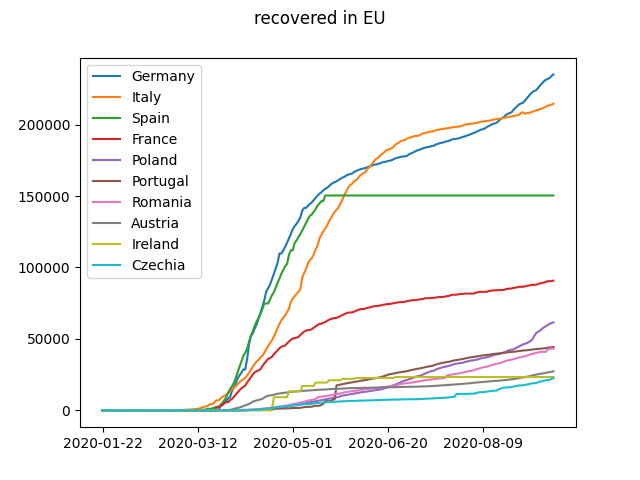 recovered in EU
Germany
Italy
Spain
France
Poland
Portugal
Romania
Austria
Ireland
Czechia
200000
150000
100000
50000
0
2020-01-22 2020-03-12 2020-05-01 2020-06-20 2020-08-09